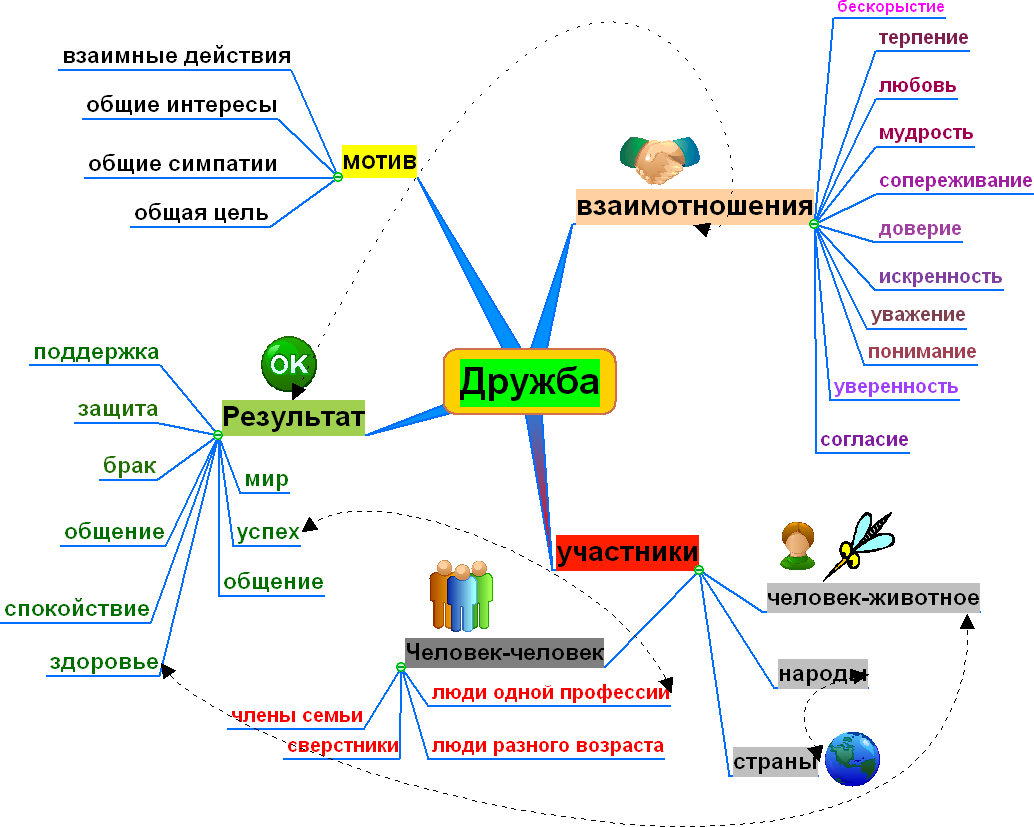 бескорыстие
терпение
любовь
мудрость
сопереживание
доверие
искренность
уважение
понимание
уверенность
согласие
взаимотношения
взаимные действия
общие интересы
общие симпатии
общая цель
мотив
Дружба
OK
Результат
поддержка
защита
брак
общение
спокойствие
здоровье
мир
успех
общение
участники
Человек-человек
члены семьи
сверстники
люди одной профессии
люди разного возраста
человек-животное
народы
страны